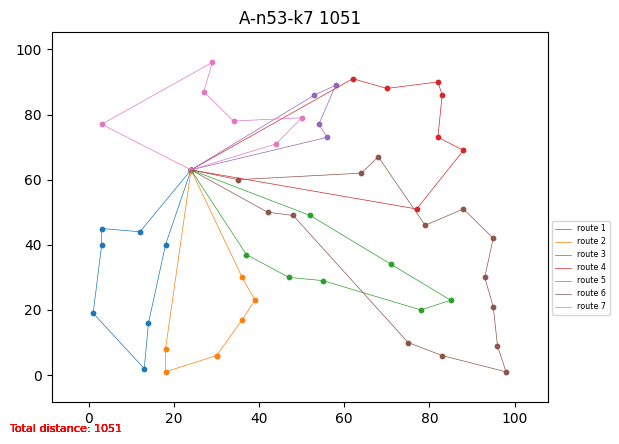 A-n53-k7 1051
100
80
60
40
20
0
0 20 40 60 80 100
route 1
route 2
route 3
route 4
route 5
route 6
route 7
Total distance: 1051